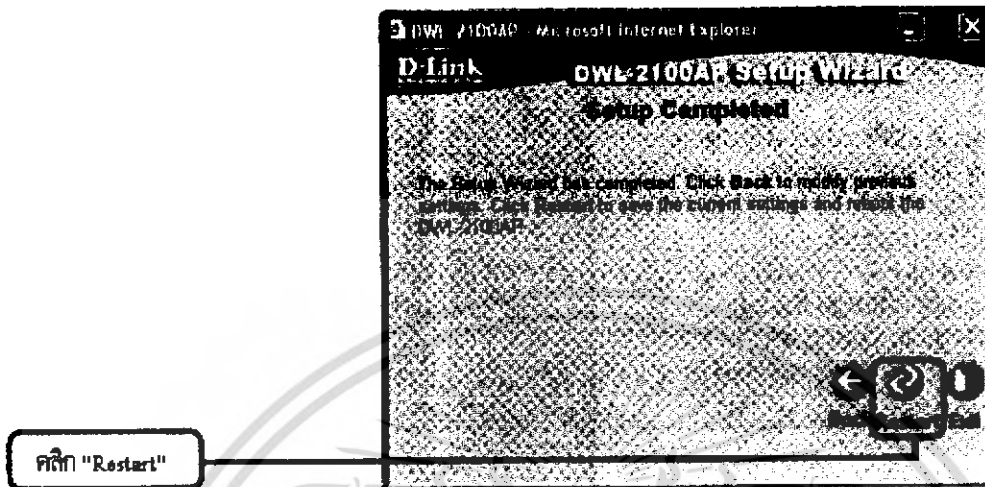 DWL-2100AP - Microsoft Internet Explorer
D-Link
DWL-2100AP Setup Wizard
Setup Completed
The Setup Wizard has completed. Click Back to modify previous
settings. Click Restart to save the current settings and reboot the
DWL-2100AP
คลิก "Restart"